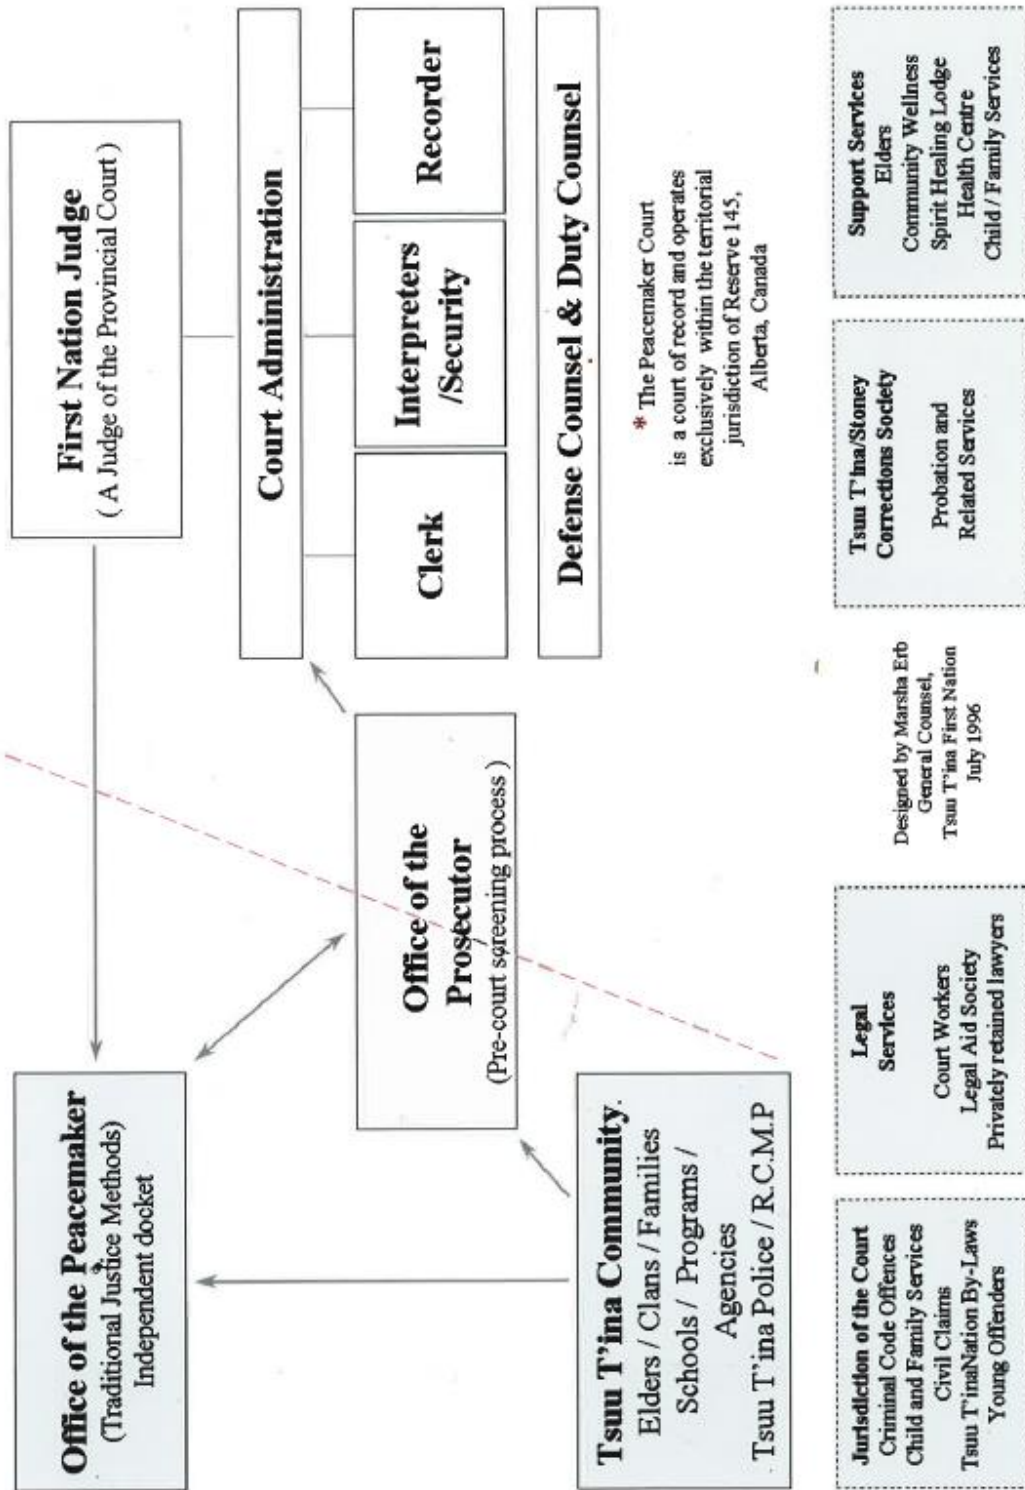 Office of the Peacemaker
(Traditional Justice Methods)
Independent docket
First Nation Judge
( A Judge of the Provincial Court )
Court Administration
Clerk
Interpreters
/Security
Recorder
Office of the
Prosecutor
(Pre-court screening process )
Defense Counsel & Duty Counsel
Tsuu T'ina Community.
Elders / Clans / Families
Schools / Programs /
Agencies
Tsuu T'ina Police / R.C.M.P
* The Peacemaker Court
is a court of record and operates
exclusively within the territorial
jurisdiction of Reserve 145,
Alberta, Canada
Jurisdiction of the Court
Criminal Code Offences
Child and Family Services
Civil Claims
Tsuu T'inaNation By-Laws
Young Offenders
Legal
Services
Court Workers
Legal Aid Society
Privately retained lawyers
Designed by Marsha Erb
General Counsel,
Tsuu T'ina First Nation
July 1996
Tsuu T'ina/Stoney
Corrections Society
Probation and
Related Services
Support Services
Elders
Community Wellness
Spirit Healing Lodge
Health Centre
Child / Family Services